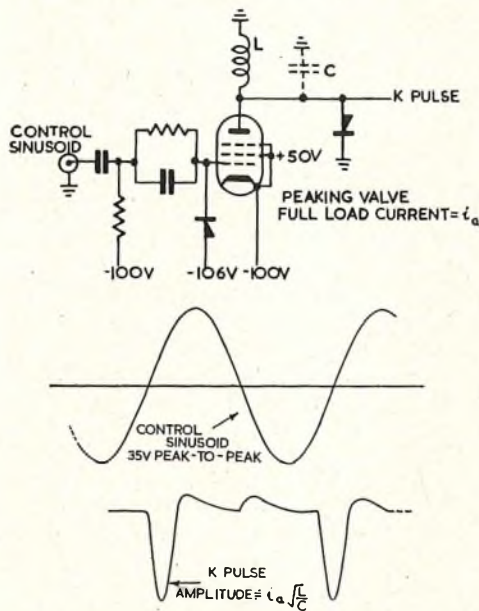 L
C
K PULSE
CONTROL
SINUSOID
+50V
PEAKING VALVE
FULL LOAD CURRENT = ia
-100V
-106V
-100V
CONTROL
SINUSOID
35V PEAK-TO-PEAK
K PULSE
AMPLITUDE ≑ ia √L/C